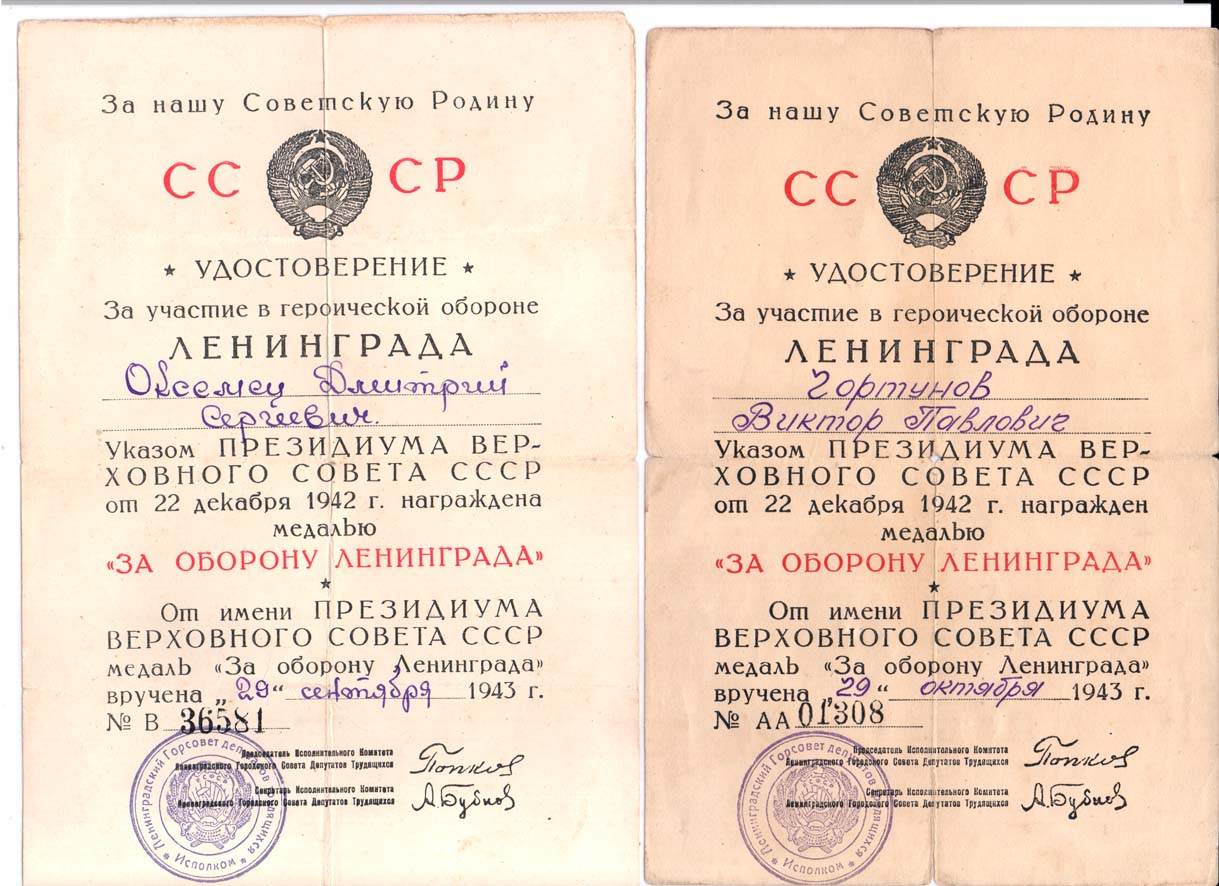 За нашу Советскую Родину
СС СР
★ УДОСТОВЕРЕНИЕ ★
За участие в героической обороне
ЛЕНИНГРАДА
Дмитрий
Сергеевич.
Указом ПРЕЗИДИУМА ВЕР-
ХОВНОГО СОВЕТА СССР
от 22 декабря 1942 г. награждена
медалью
«ЗА ОБОРОНУ ЛЕНИНГРАДА»
★
От имени ПРЕЗИДИУМА
ВЕРХОВНОГО СОВЕТА СССР
медаль «За оборону Ленинграда»
вручена „29“ сентября 1943 г.
№ В 36581
Председатель Исполнительного Комитета
Ленинградского Городского Совета Депутатов Трудящихся
Попков
Секретарь Исполнительного Комитета
Ленинградского Городского Совета Депутатов Трудящихся
А.Бубнов
Ленинградский Горсовет депутатов трудящихся
★ Исполком ★
За нашу Советскую Родину
СС СР
★ УДОСТОВЕРЕНИЕ ★
За участие в героической обороне
ЛЕНИНГРАДА
Чортунов
Виктор Павлович
Указом ПРЕЗИДИУМА ВЕР-
ХОВНОГО СОВЕТА СССР
от 22 декабря 1942 г. награжден
медалью
«ЗА ОБОРОНУ ЛЕНИНГРАДА»
★
От имени ПРЕЗИДИУМА
ВЕРХОВНОГО СОВЕТА СССР
медаль «За оборону Ленинграда»
вручена „29“ октября 1943 г.
№ АА 01308
Председатель Исполнительного Комитета
Ленинградского Городского Совета Депутатов Трудящихся
Попков
Секретарь Исполнительного Комитета
Ленинградского Городского Совета Депутатов Трудящихся
А.Бубнов
Ленинградский Горсовет депутатов трудящихся
★ Исполком ★